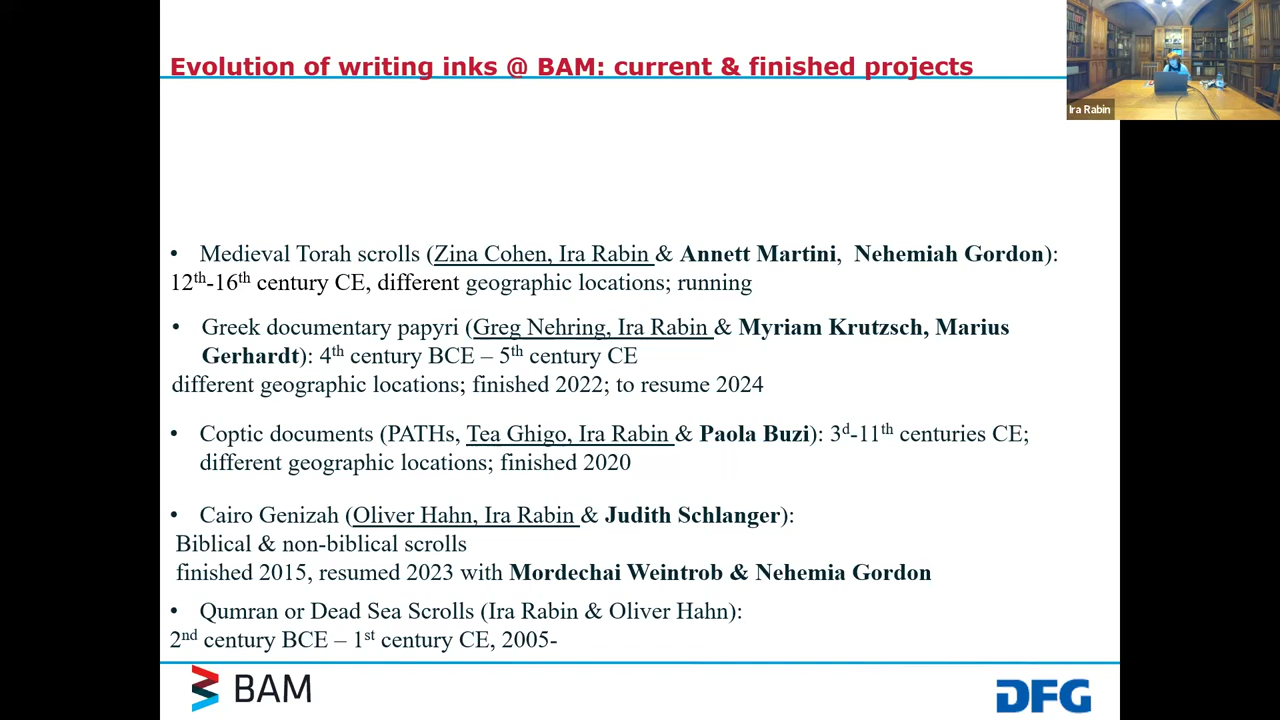 Evolution of writing inks @ BAM: current & finished projects
Ira Rabin
• Medieval Torah scrolls (Zina Cohen, Ira Rabin & Annett Martini, Nehemiah Gordon):
12th-16th century CE, different geographic locations; running
• Greek documentary papyri (Greg Nehring, Ira Rabin & Myriam Krutzsch, Marius
Gerhardt): 4th century BCE – 5th century CE
different geographic locations; finished 2022; to resume 2024
• Coptic documents (PATHs, Tea Ghigo, Ira Rabin & Paola Buzi): 3d-11th centuries CE;
different geographic locations; finished 2020
• Cairo Genizah (Oliver Hahn, Ira Rabin & Judith Schlanger):
Biblical & non-biblical scrolls
finished 2015, resumed 2023 with Mordechai Weintrob & Nehemia Gordon
• Qumran or Dead Sea Scrolls (Ira Rabin & Oliver Hahn):
2nd century BCE – 1st century CE, 2005-
BAM
DFG